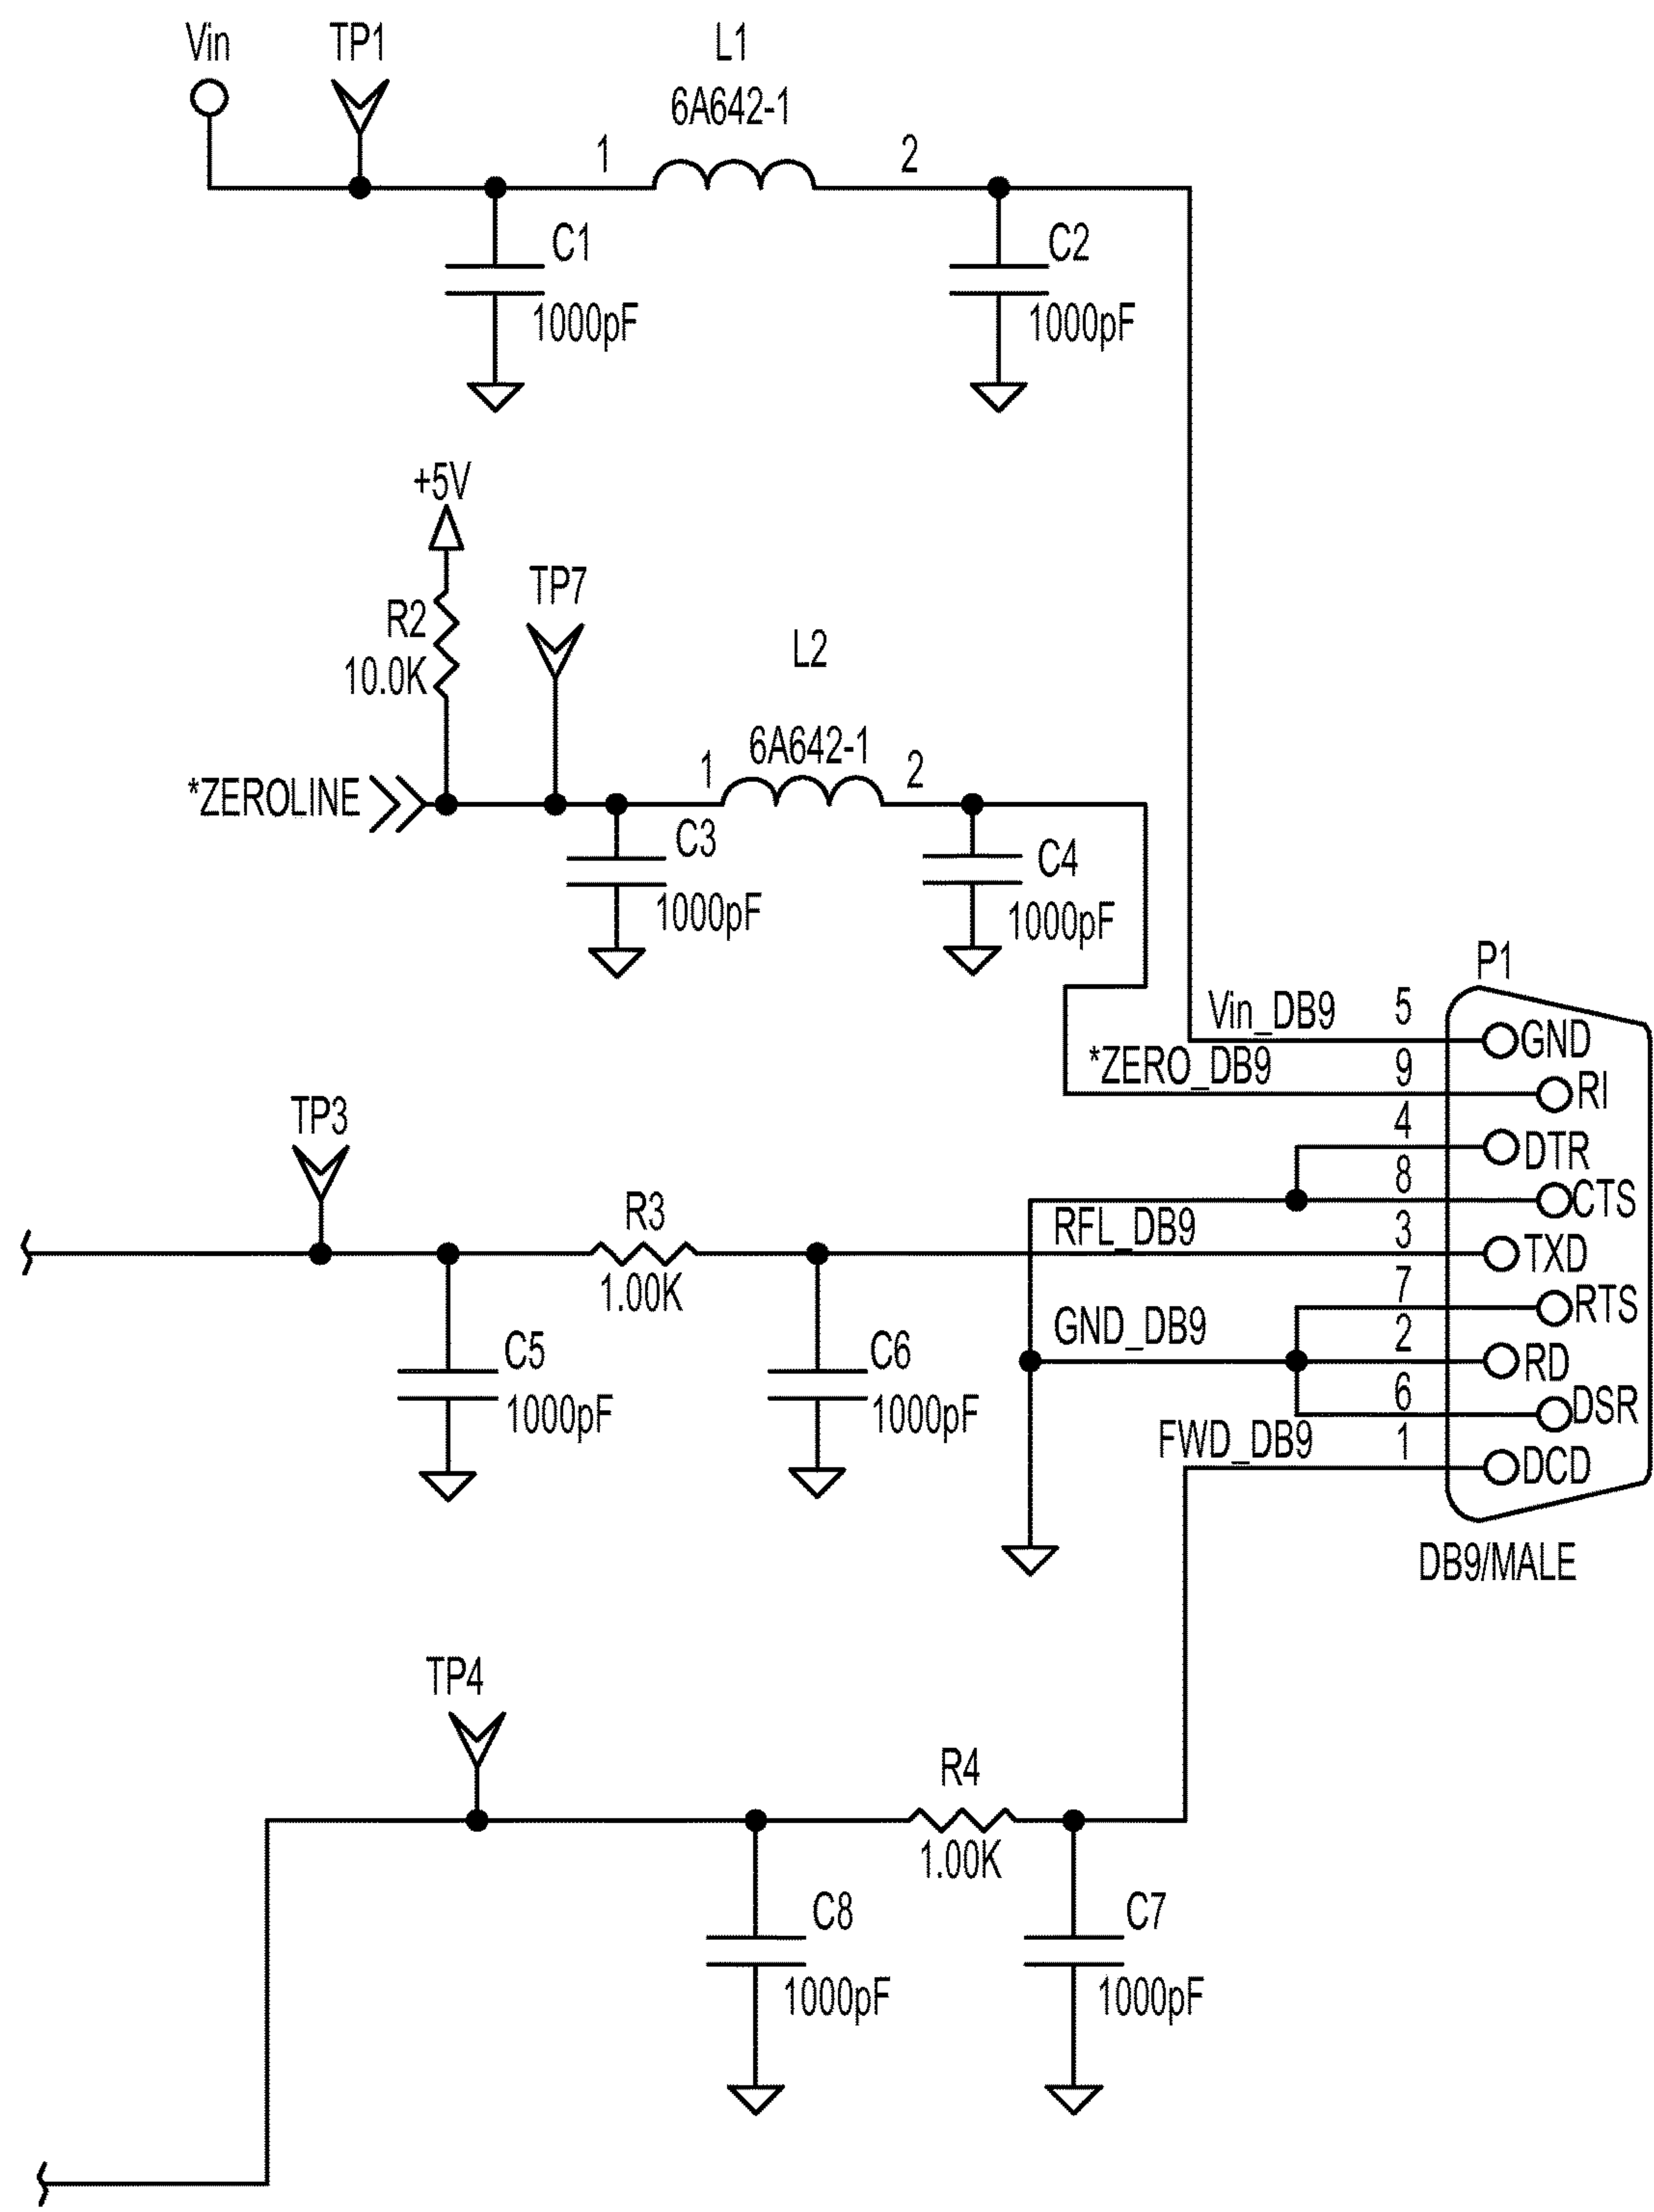 Vin
TP1
L1
6A642-1
1
2
C1
1000pF
C2
1000pF
+5V
R2
10.0K
TP7
L2
6A642-1
1
2
*ZEROLINE
C3
1000pF
C4
1000pF
P1
Vin_DB9
5
GND
*ZERO_DB9
9
RI
4
DTR
8
CTS
TP3
R3
1.00K
RFL_DB9
3
TXD
7
RTS
GND_DB9
2
RD
C5
1000pF
C6
1000pF
6
DSR
FWD_DB9
1
DCD
DB9/MALE
TP4
R4
1.00K
C8
1000pF
C7
1000pF